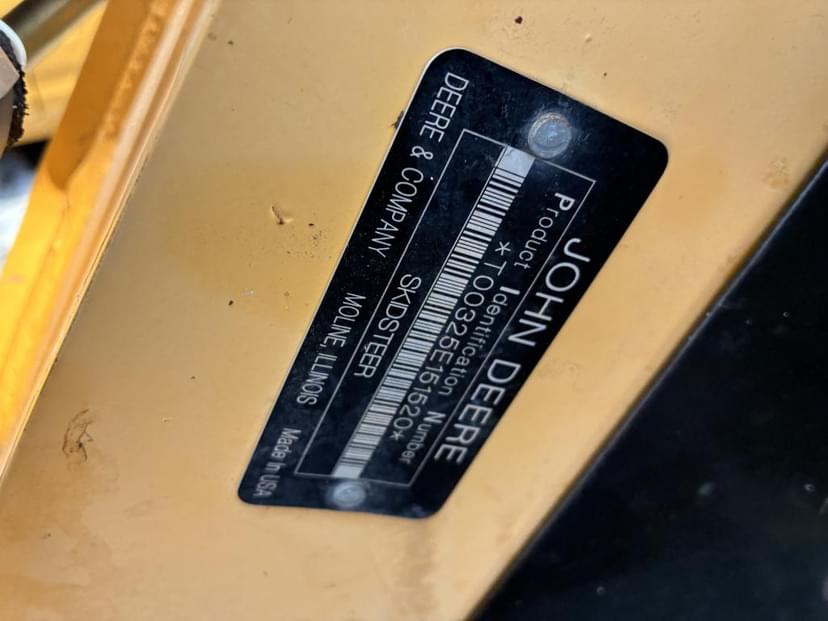 JOHN DEERE
Product Identification Number
*T00325E151520*
SKIDSTEER
DEERE & COMPANY MOLINE, ILLINOIS Made in USA